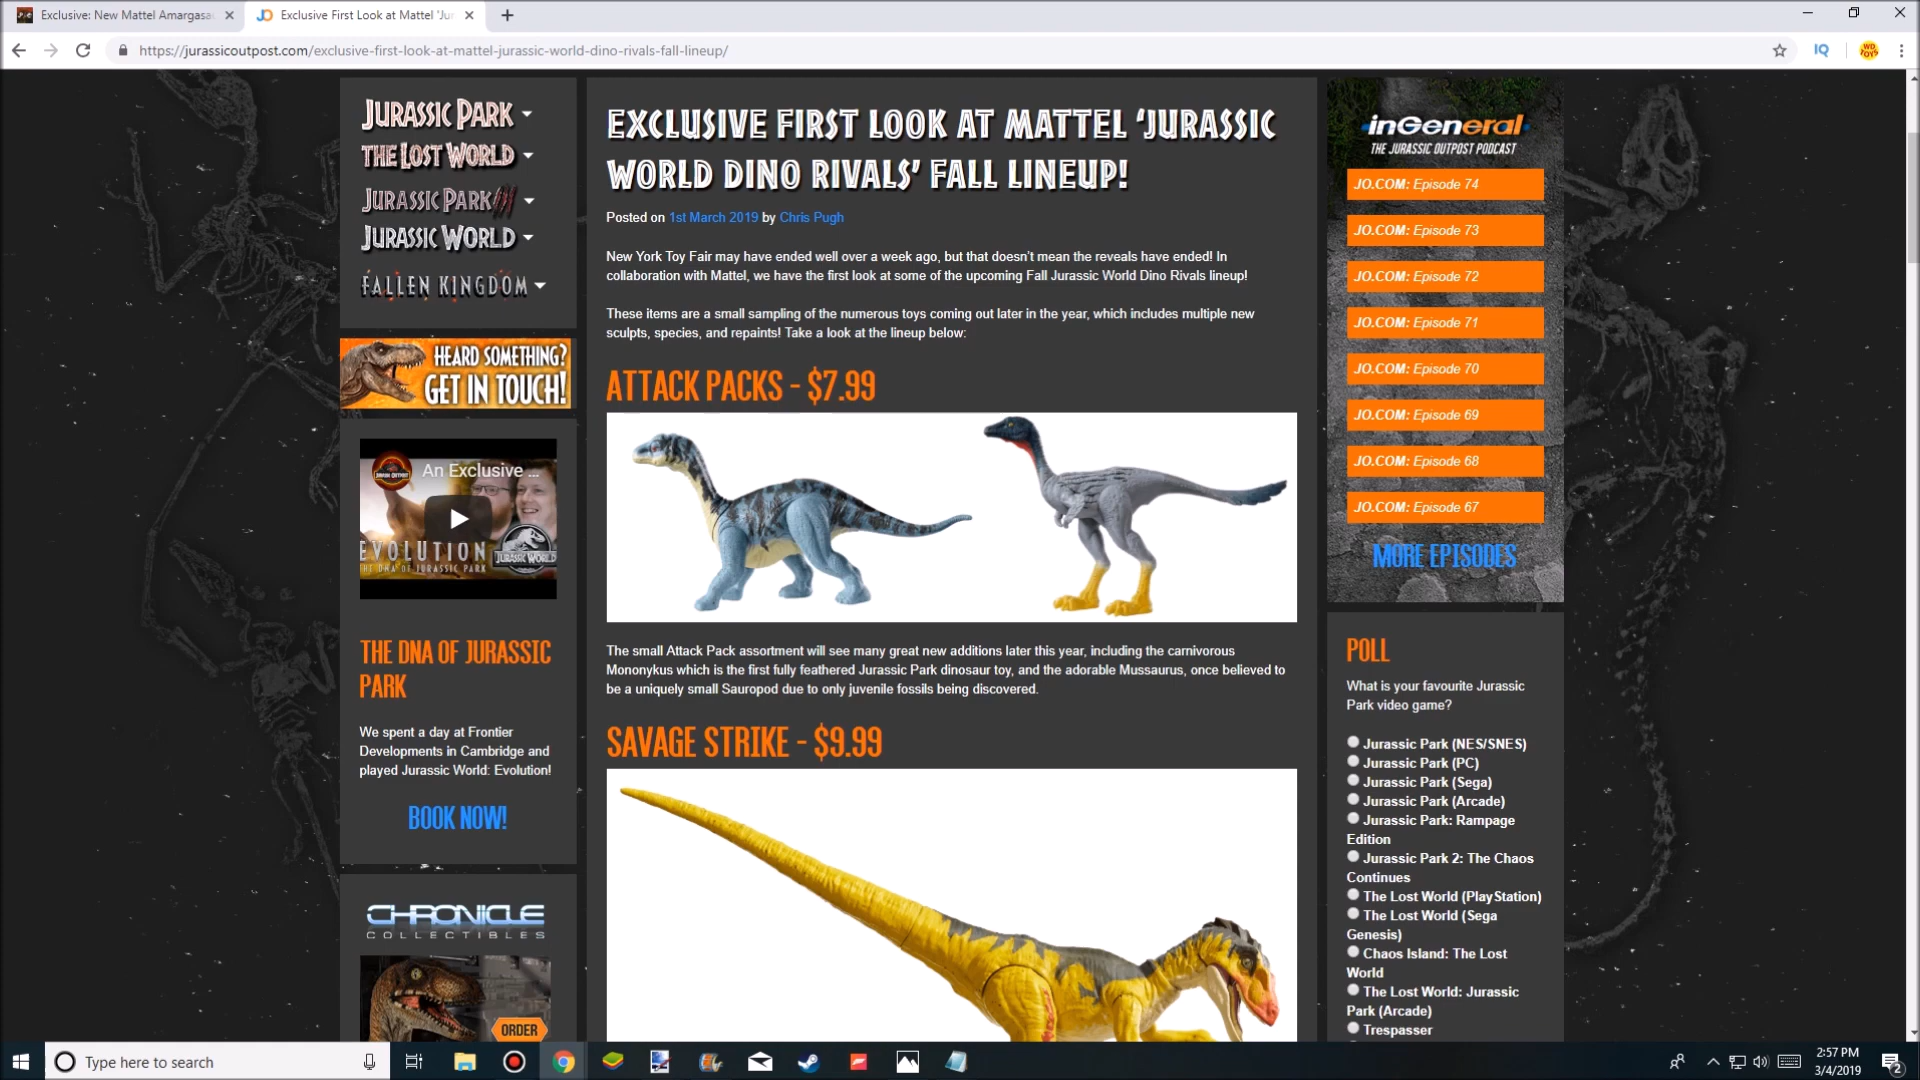 Exclusive: New Mattel Amargasa
Exclusive First Look at Mattel 'Jur
https://jurassicoutpost.com/exclusive-first-look-at-mattel-jurassic-world-dino-rivals-fall-lineup/
IQ
WD TOYS
JURASSIC PARK
THE LOST WORLD
JURASSIC PARK
JURASSIC WORLD
FALLEN KINGDOM
HEARD SOMETHING?
GET IN TOUCH!
An Exclusive ...
EVOLUTION
THE DNA OF JURASSIC PARK
JURASSIC WORLD
THE DNA OF JURASSIC
PARK
We spent a day at Frontier
Developments in Cambridge and
played Jurassic World: Evolution!
BOOK NOW!
CHRONICLE
COLLECTIBLES
ORDER
EXCLUSIVE FIRST LOOK AT MATTEL ‘JURASSIC
WORLD DINO RIVALS’ FALL LINEUP!
Posted on 1st March 2019 by Chris Pugh
New York Toy Fair may have ended well over a week ago, but that doesn’t mean the reveals have ended! In
collaboration with Mattel, we have the first look at some of the upcoming Fall Jurassic World Dino Rivals lineup!
These items are a small sampling of the numerous toys coming out later in the year, which includes multiple new
sculpts, species, and repaints! Take a look at the lineup below:
ATTACK PACKS - $7.99
The small Attack Pack assortment will see many great new additions later this year, including the carnivorous
Mononykus which is the first fully feathered Jurassic Park dinosaur toy, and the adorable Mussaurus, once believed to
be a uniquely small Sauropod due to only juvenile fossils being discovered.
SAVAGE STRIKE - $9.99
inGeneral
THE JURASSIC OUTPOST PODCAST
JO.COM: Episode 74
JO.COM: Episode 73
JO.COM: Episode 72
JO.COM: Episode 71
JO.COM: Episode 70
JO.COM: Episode 69
JO.COM: Episode 68
JO.COM: Episode 67
MORE EPISODES
POLL
What is your favourite Jurassic
Park video game?
Jurassic Park (NES/SNES)
Jurassic Park (PC)
Jurassic Park (Sega)
Jurassic Park (Arcade)
Jurassic Park: Rampage
Edition
Jurassic Park 2: The Chaos
Continues
The Lost World (PlayStation)
The Lost World (Sega
Genesis)
Chaos Island: The Lost
World
The Lost World: Jurassic
Park (Arcade)
Trespasser
Type here to search
2:57 PM
3/4/2019
2